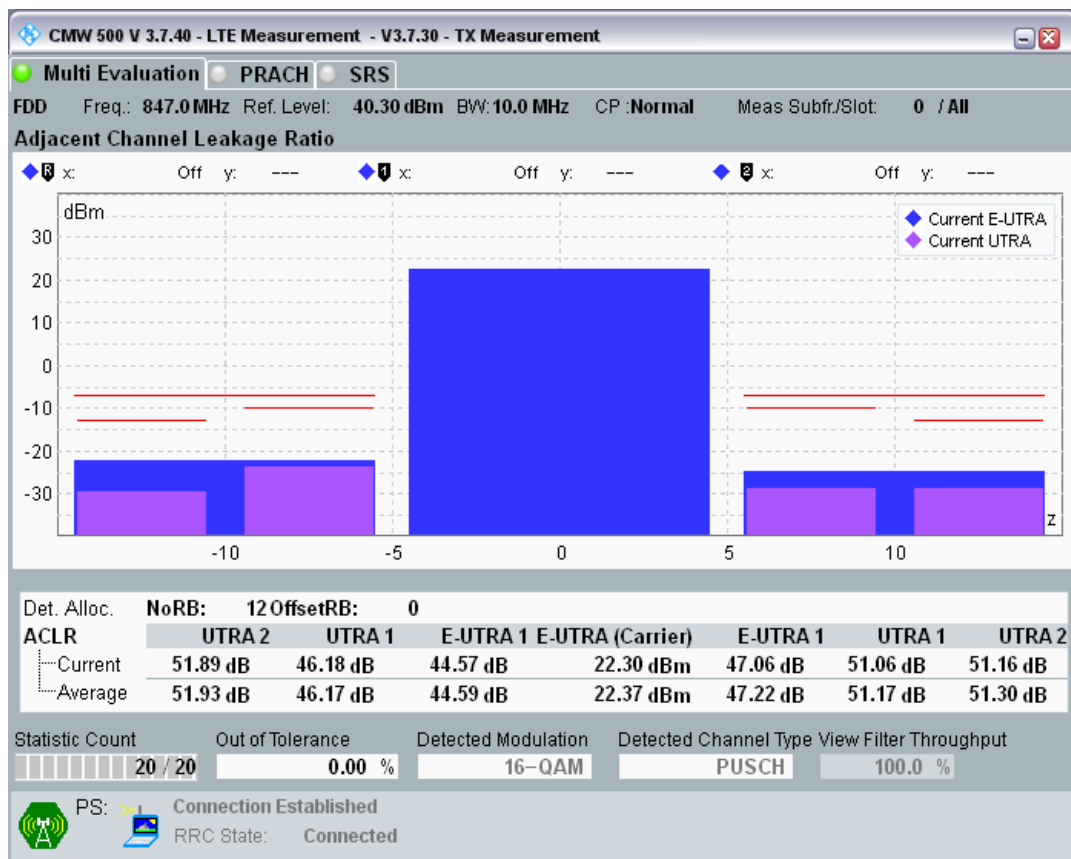 CMW 500 V 3.7.40 - LTE Measurement - V3.7.30 - TX Measurement
Multi Evaluation PRACH SRS
FDD Freq.: 847.0 MHz Ref. Level: 40.30 dBm BW: 10.0 MHz CP :Normal Meas Subfr./Slot: 0 / All
Adjacent Channel Leakage Ratio
R x: Off y: --- 1 x: Off y: --- 2 x: Off y: ---
dBm
Current E-UTRA
Current UTRA
30
20
10
0
-10
-20
-30
z
-10 -5 0 5 10
Det. Alloc. NoRB: 12 OffsetRB: 0
ACLR UTRA 2 UTRA 1 E-UTRA 1 E-UTRA (Carrier) E-UTRA 1 UTRA 1 UTRA 2
Current 51.89 dB 46.18 dB 44.57 dB 22.30 dBm 47.06 dB 51.06 dB 51.16 dB
Average 51.93 dB 46.17 dB 44.59 dB 22.37 dBm 47.22 dB 51.17 dB 51.30 dB
Statistic Count Out of Tolerance Detected Modulation Detected Channel Type View Filter Throughput
20 / 20 0.00 % 16-QAM PUSCH 100.0 %
PS: Connection Established
RRC State: Connected